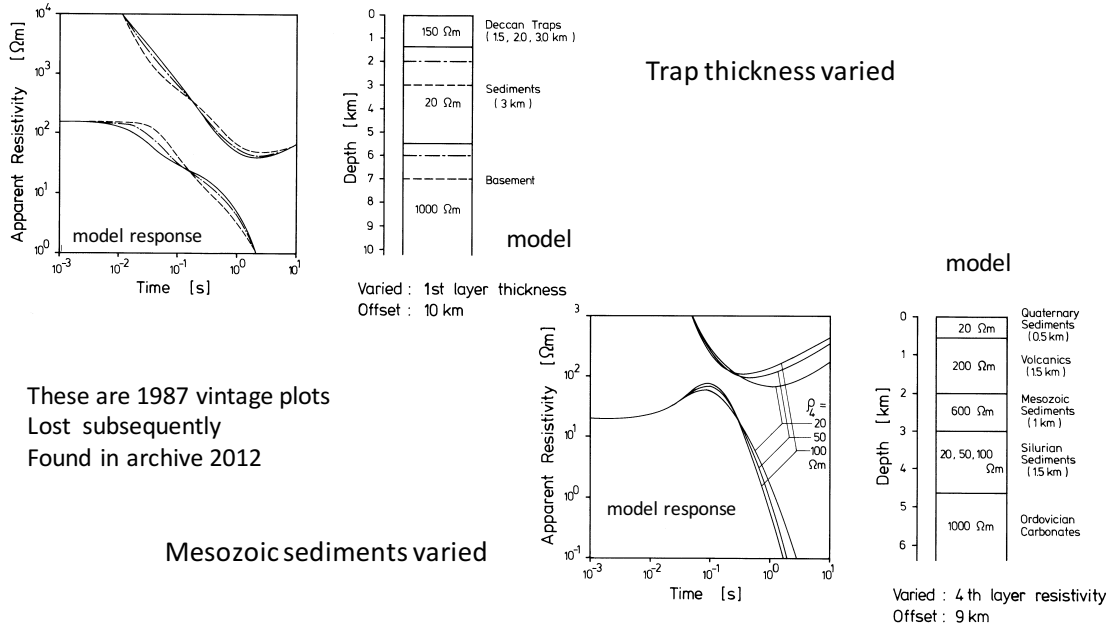 Apparent Resistivity [Ωm]
10⁴
10³
10²
10¹
10⁰
10⁻³
10⁻²
10⁻¹
10⁰
10¹
Time [s]
model response
Depth [km]
0
1
2
3
4
5
6
7
8
9
10
150 Ωm
20 Ωm
1000 Ωm
Deccan Traps
(1.5, 2.0, 3.0 km)
Sediments
(3 km)
Basement
model
Varied : 1st layer thickness
Offset : 10 km
Trap thickness varied
These are 1987 vintage plots
Lost subsequently
Found in archive 2012
Mesozoic sediments varied
Apparent Resistivity [Ωm]
3
10²
10¹
10⁰
10⁻¹
10⁻³
10⁻²
10⁻¹
10⁰
10¹
Time [s]
model response
ρ₄ =
20
50
100
Ωm
model
Depth [km]
0
1
2
3
4
5
6
20 Ωm
200 Ωm
600 Ωm
20, 50, 100
Ωm
1000 Ωm
Quaternary
Sediments
(0.5 km)
Volcanics
(1.5 km)
Mesozoic
Sediments
(1 km)
Silurian
Sediments
(1.5 km)
Ordovician
Carbonates
Varied : 4 th layer resistivity
Offset : 9 km